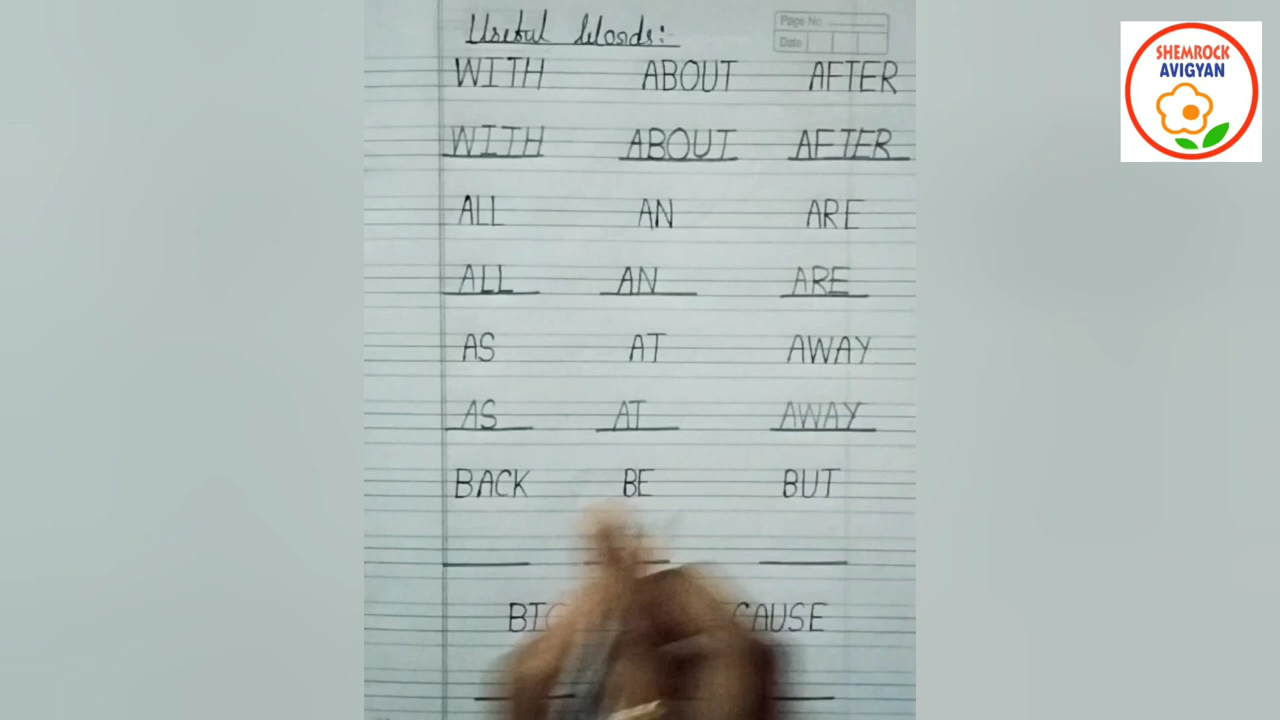 Useful Words:
Page No
Date
SHEMROCK
AVIGYAN
WITH ABOUT AFTER
WITH ABOUT AFTER
ALL AN ARE
ALL AN ARE
AS AT AWAY
AS AT AWAY
BACK BE BUT